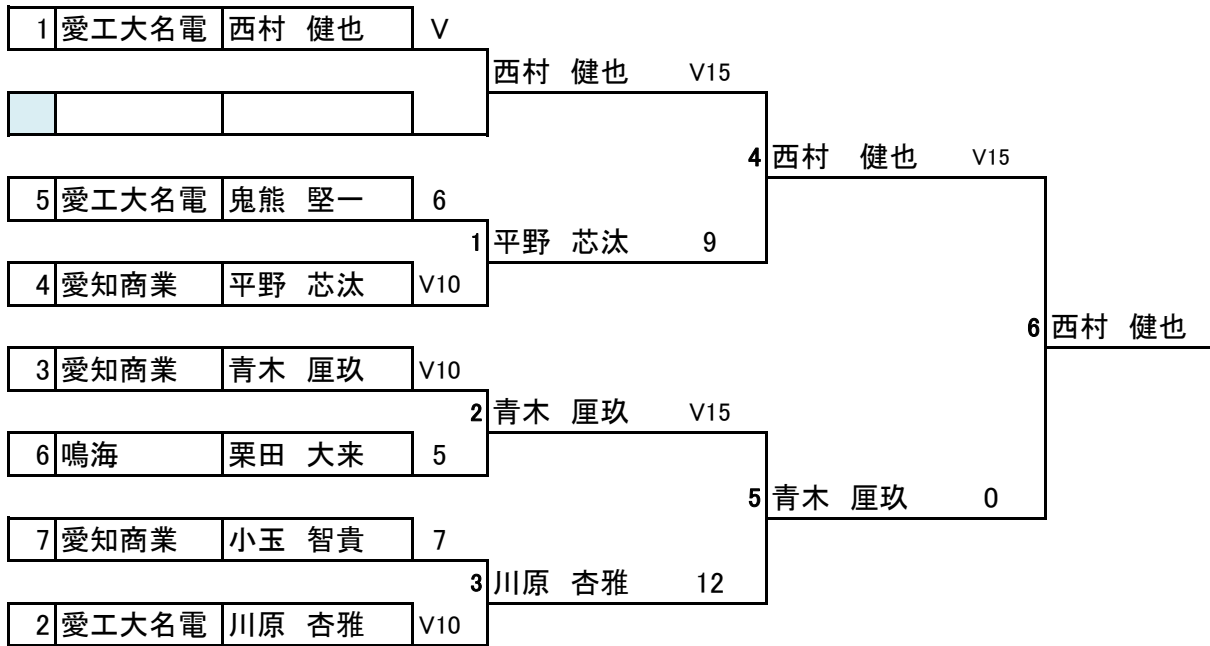 1 愛工大名電 西村 健也 V
西村 健也 V15
4 西村 健也 V15
5 愛工大名電 鬼熊 堅一 6
1 平野 芯汰 9
4 愛知商業 平野 芯汰 V10
6 西村 健也
3 愛知商業 青木 厘玖 V10
2 青木 厘玖 V15
6 鳴海 栗田 大来 5
5 青木 厘玖 0
7 愛知商業 小玉 智貴 7
3 川原 杏雅 12
2 愛工大名電 川原 杏雅 V10